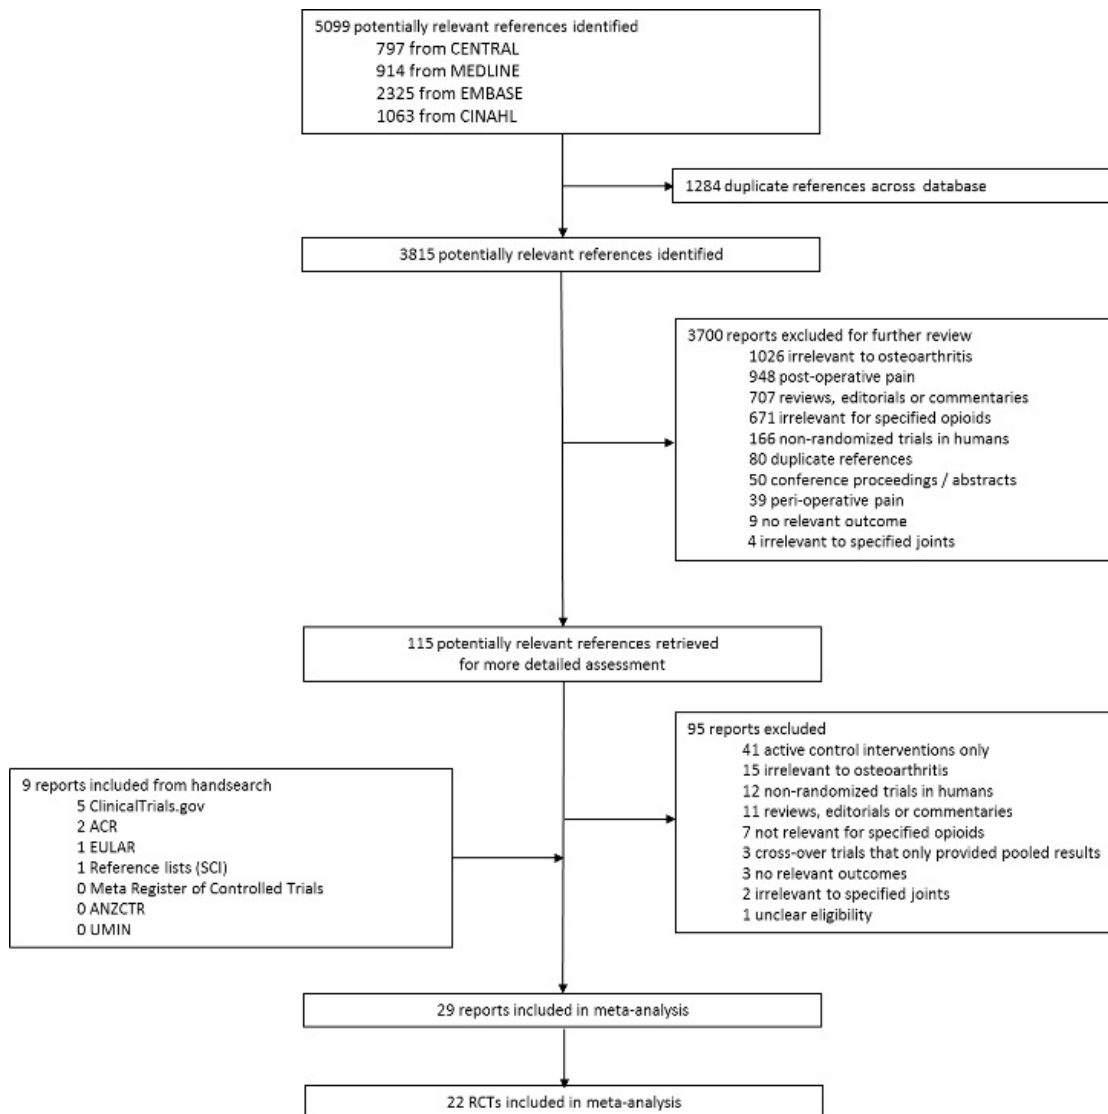 5099 potentially relevant references identified
797 from CENTRAL
914 from MEDLINE
2325 from EMBASE
1063 from CINAHL
1284 duplicate references across database
3815 potentially relevant references identified
3700 reports excluded for further review
1026 irrelevant to osteoarthritis
948 post-operative pain
707 reviews, editorials or commentaries
671 irrelevant for specified opioids
166 non-randomized trials in humans
80 duplicate references
50 conference proceedings / abstracts
39 peri-operative pain
9 no relevant outcome
4 irrelevant to specified joints
115 potentially relevant references retrieved
for more detailed assessment
95 reports excluded
41 active control interventions only
15 irrelevant to osteoarthritis
12 non-randomized trials in humans
11 reviews, editorials or commentaries
7 not relevant for specified opioids
3 cross-over trials that only provided pooled results
3 no relevant outcomes
2 irrelevant to specified joints
1 unclear eligibility
9 reports included from handsearch
5 ClinicalTrials.gov
2 ACR
1 EULAR
1 Reference lists (SCI)
0 Meta Register of Controlled Trials
0 ANZCTR
0 UMIN
29 reports included in meta-analysis
22 RCTs included in meta-analysis